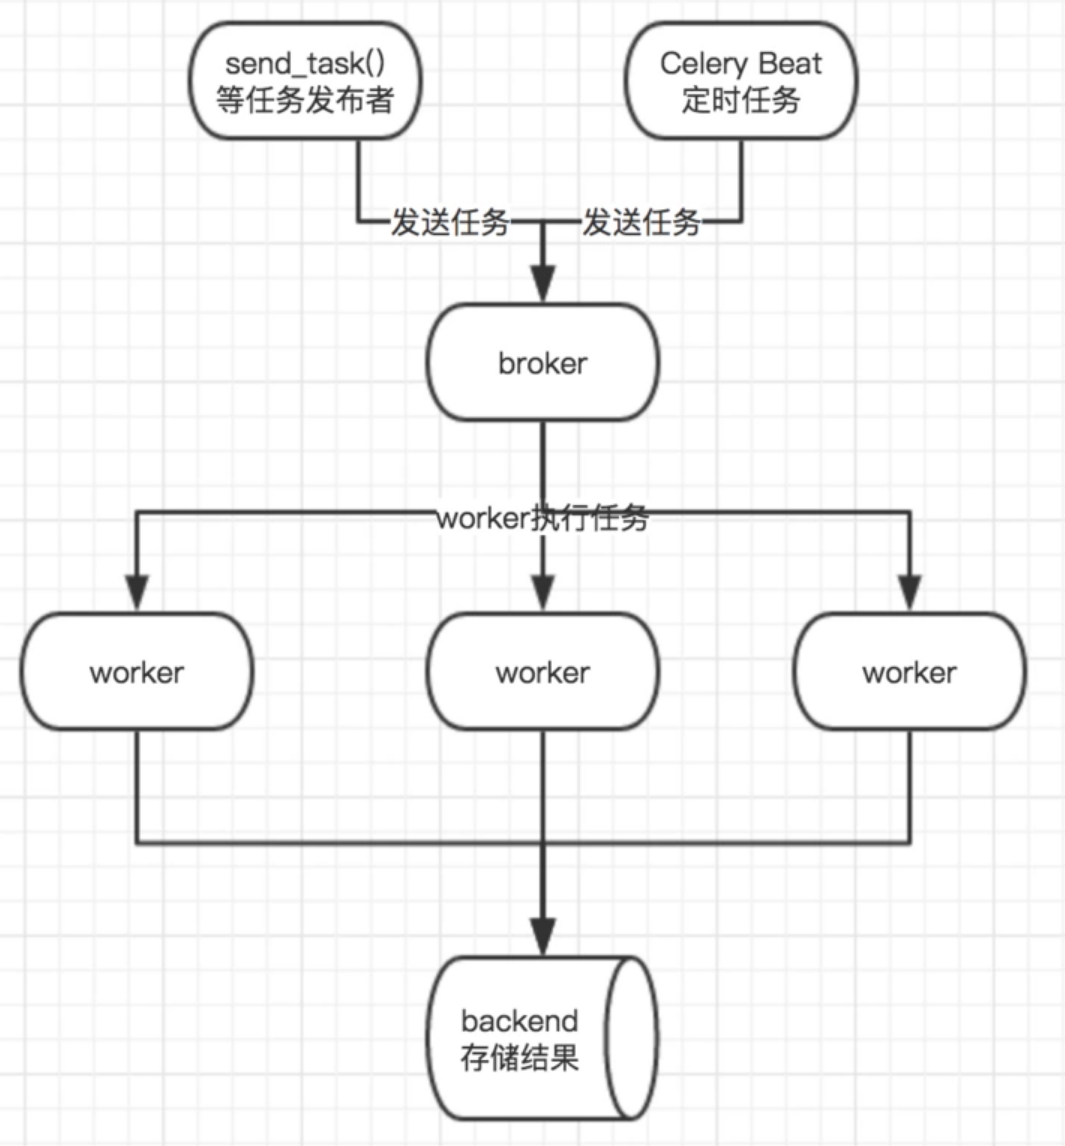 send_task()
等任务发布者
Celery Beat
定时任务
发送任务
发送任务
broker
worker执行任务
worker
worker
worker
backend
存储结果